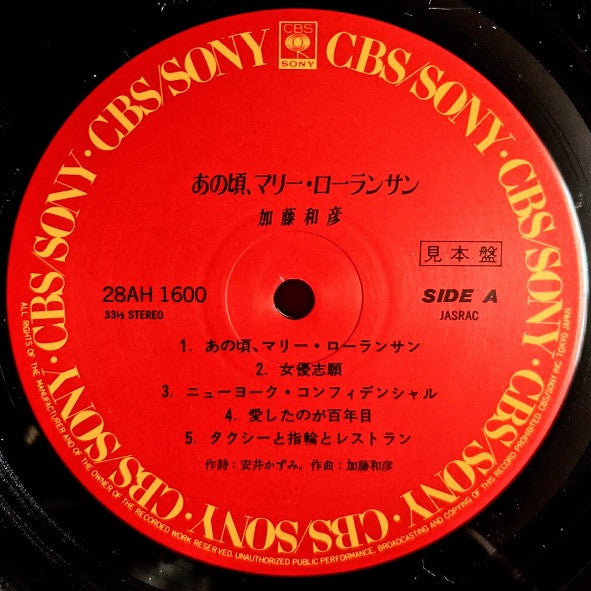 CBS
SONY
CBS/SONY・CBS/SONY・CBS/SONY・CBS/SONY・CBS/SONY・CBS/SONY・CBS/SONY
あの頃、マリー・ローランサン
加藤和彦
見本盤
28AH 1600
33⅓ STEREO
SIDE A
JASRAC
1. あの頃、マリー・ローランサン
2. 女優志願
3. ニューヨーク・コンフィデンシャル
4. 愛したのが百年目
5. タクシーと指輪とレストラン
作詩：安井かずみ，作曲：加藤和彦
ALL RIGHTS OF THE MANUFACTURER AND OF THE OWNER OF THE RECORDED WORK RESERVED. UNAUTHORIZED PUBLIC PERFORMANCE, BROADCASTING AND COPYING OF THIS RECORD PROHIBITED. CBS/SONY INC. TOKYO JAPAN.